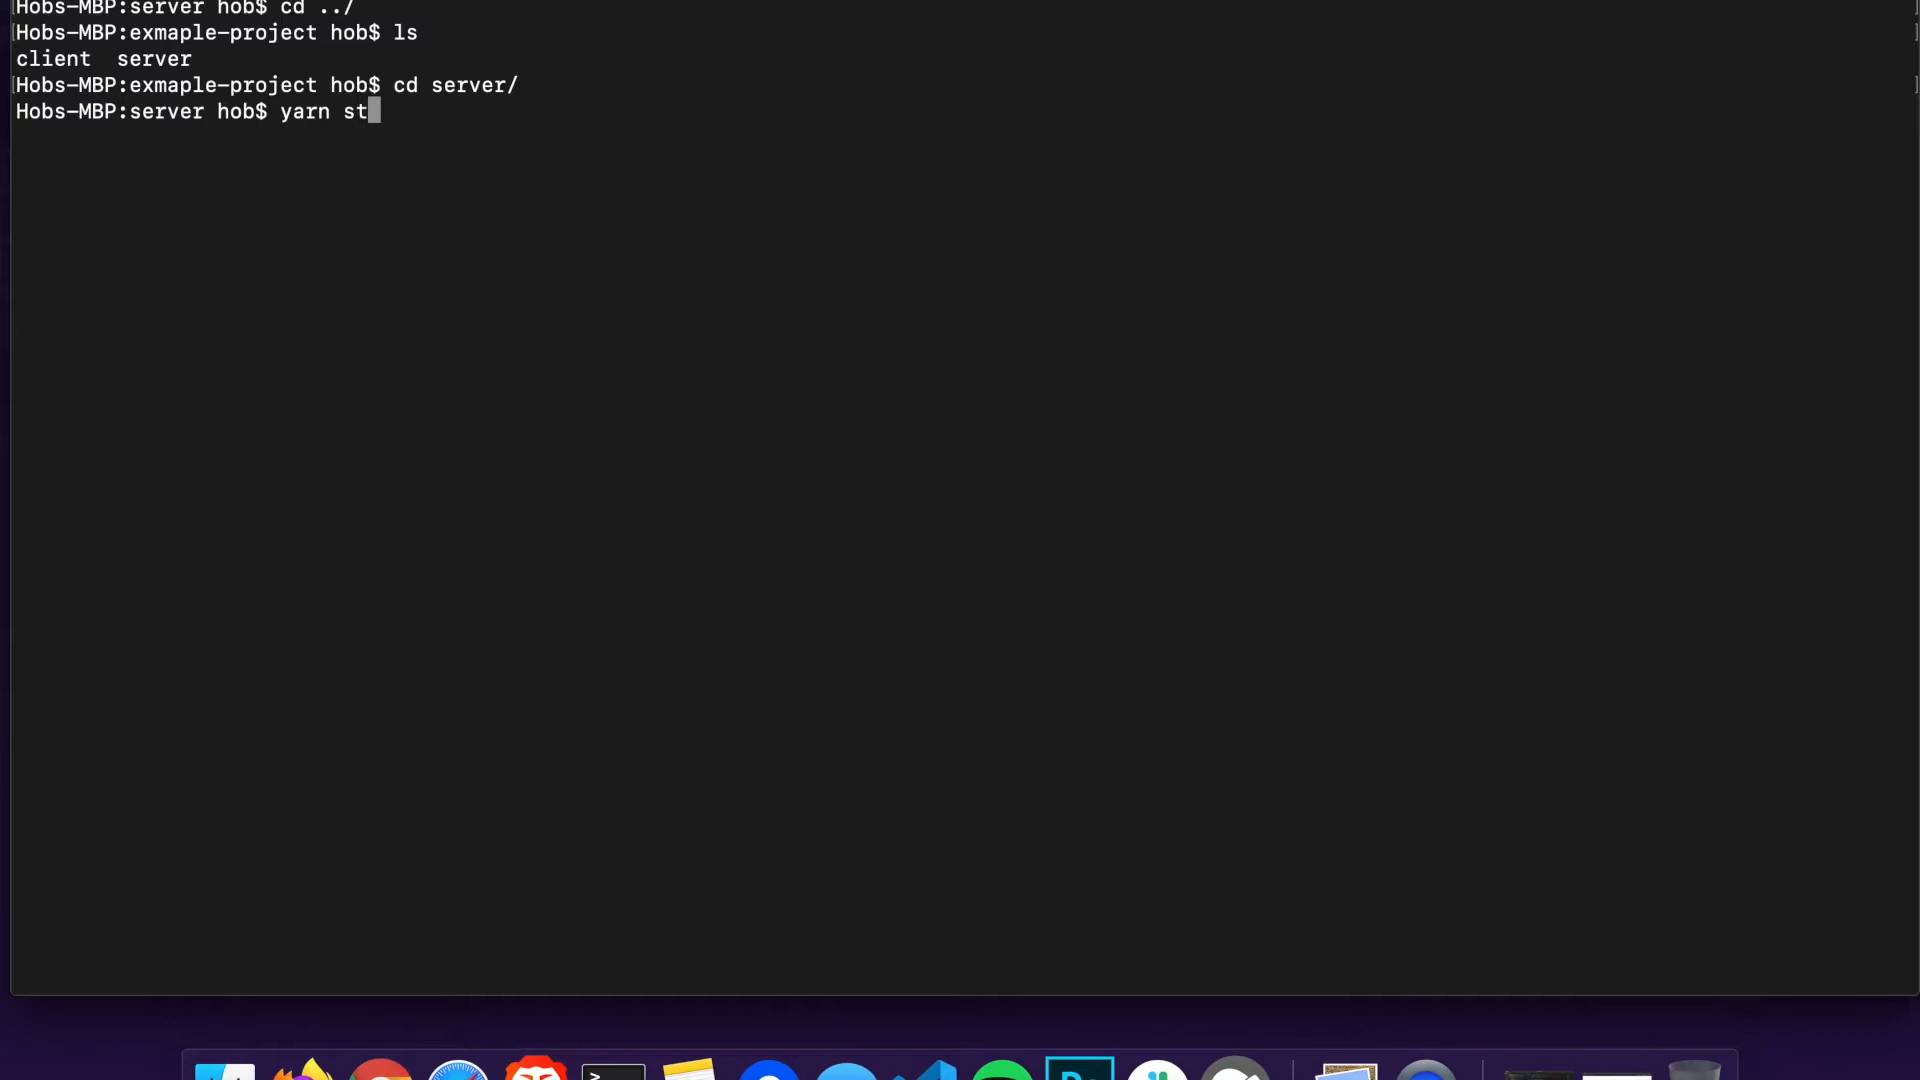 Hobs-MBP:server hob$ cd ../
Hobs-MBP:exmaple-project hob$ ls
client  server
Hobs-MBP:exmaple-project hob$ cd server/
Hobs-MBP:server hob$ yarn st